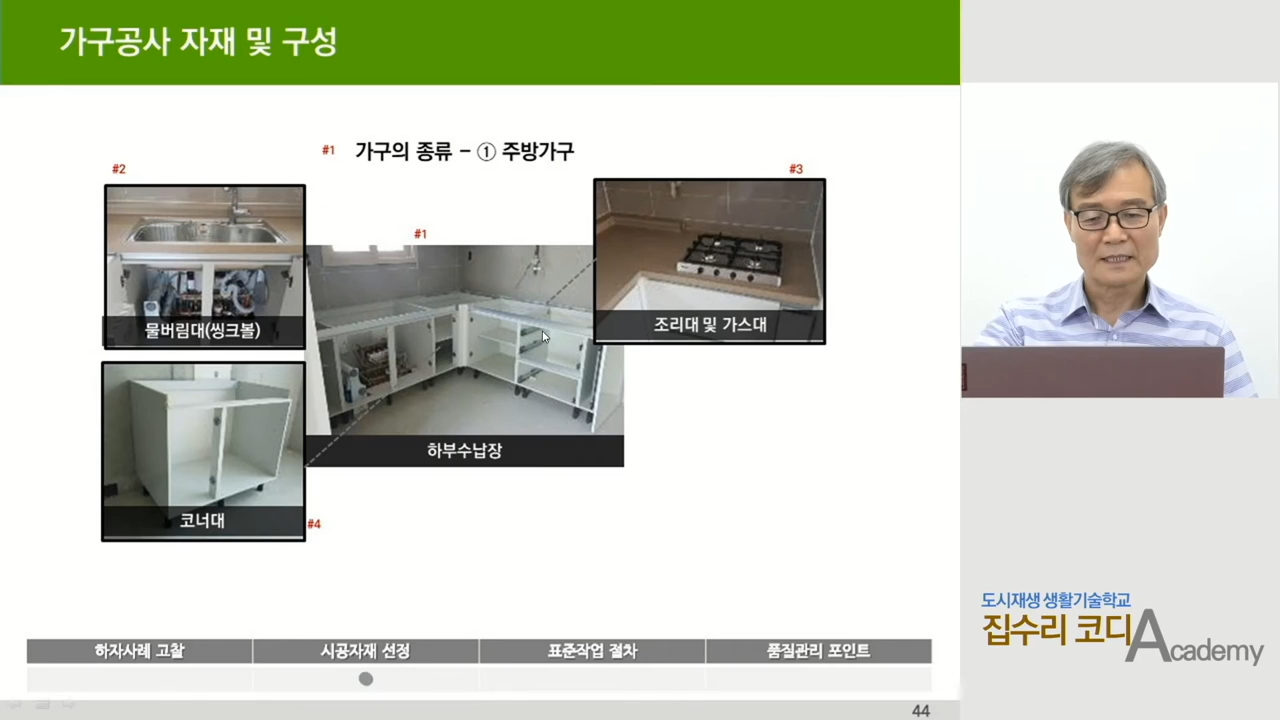 가구공사 자재 및 구성
#1 가구의 종류 – ① 주방가구
#2
#3
#1
물버림대(씽크볼)
조리대 및 가스대
하부수납장
코너대
#4
하자사례 고찰 시공자재 선정 표준작업 절차 품질관리 포인트
44
도시재생 생활기술학교
집수리 코디 Academy